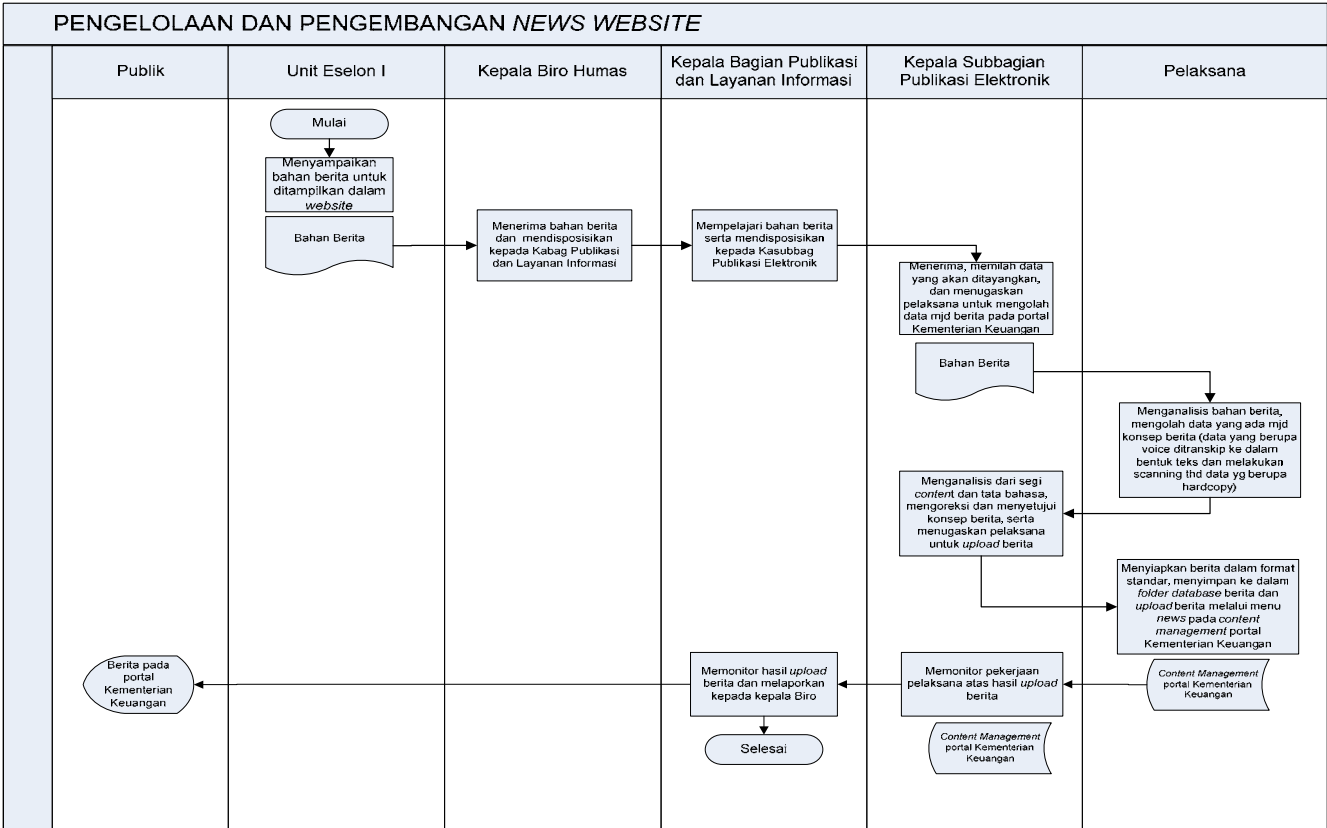 PENGELOLAAN DAN PENGEMBANGAN NEWS WEBSITE
Publik
Unit Eselon I
Kepala Biro Humas
Kepala Bagian Publikasi
dan Layanan Informasi
Kepala Subbagian
Publikasi Elektronik
Pelaksana
Mulai
Menyampaikan
bahan berita untuk
ditampilkan dalam
website
Bahan Berita
Menerima bahan berita
dan mendisposisikan
kepada Kabag Publikasi
dan Layanan Informasi
Mempelajari bahan berita
serta mendisposisikan
kepada Kasubbag
Publikasi Elektronik
Menerima, memilah data
yang akan ditayangkan,
dan menugaskan
pelaksana untuk mengolah
data mjd berita pada portal
Kementerian Keuangan
Bahan Berita
Menganalisis bahan berita,
mengolah data yang ada mjd
konsep berita (data yang berupa
voice ditranskip ke dalam
bentuk teks dan melakukan
scanning thd data yg berupa
hardcopy)
Menganalisis dari segi
content dan tata bahasa,
mengoreksi dan menyetujui
konsep berita, serta
menugaskan pelaksana
untuk upload berita
Menyiapkan berita dalam format
standar, menyimpan ke dalam
folder database berita dan
upload berita melalui menu
news pada content
management portal
Kementerian Keuangan
Content Management
portal Kementerian
Keuangan
Memonitor pekerjaan
pelaksana atas hasil upload
berita
Content Management
portal Kementerian
Keuangan
Memonitor hasil upload
berita dan melaporkan
kepada kepala Biro
Selesai
Berita pada
portal
Kementerian
Keuangan